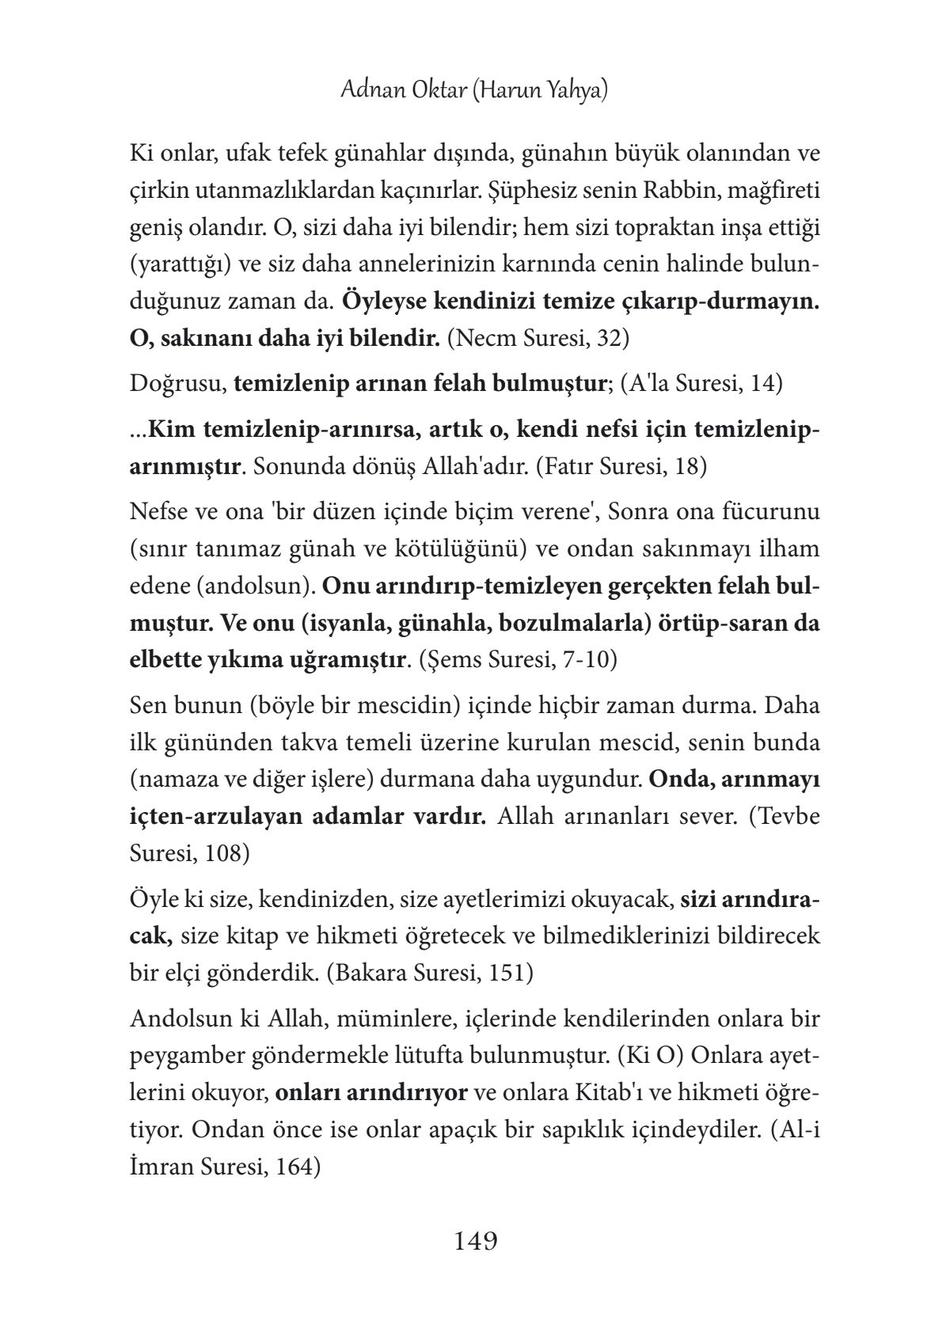 Adnan Oktar (Harun Yahya)
Ki onlar, ufak tefek günahlar dışında, günahın büyük olanından ve
çirkin utanmazlıklardan kaçınırlar. Şüphesiz senin Rabbin, mağfireti
geniş olandır. O, sizi daha iyi bilendir; hem sizi topraktan inşa ettiği
(yarattığı) ve siz daha annelerinizin karnında cenin halinde bulun-
duğunuz zaman da. Öyleyse kendinizi temize çıkarıp-durmayın.
O, sakınanı daha iyi bilendir. (Necm Suresi, 32)
Doğrusu, temizlenip arınan felah bulmuştur; (A'la Suresi, 14)
...Kim temizlenip-arınırsa, artık o, kendi nefsi için temizlenip-
arınmıştır. Sonunda dönüş Allah'adır. (Fatır Suresi, 18)
Nefse ve ona 'bir düzen içinde biçim verene', Sonra ona fücurunu
(sınır tanımaz günah ve kötülüğünü) ve ondan sakınmayı ilham
edene (andolsun). Onu arındırıp-temizleyen gerçekten felah bul-
muştur. Ve onu (isyanla, günahla, bozulmalarla) örtüp-saran da
elbette yıkıma uğramıştır. (Şems Suresi, 7-10)
Sen bunun (böyle bir mescidin) içinde hiçbir zaman durma. Daha
ilk gününden takva temeli üzerine kurulan mescid, senin bunda
(namaza ve diğer işlere) durmana daha uygundur. Onda, arınmayı
içten-arzulayan adamlar vardır. Allah arınanları sever. (Tevbe
Suresi, 108)
Öyle ki size, kendinizden, size ayetlerimizi okuyacak, sizi arındıra-
cak, size kitap ve hikmeti öğretecek ve bilmediklerinizi bildirecek
bir elçi gönderdik. (Bakara Suresi, 151)
Andolsun ki Allah, müminlere, içlerinde kendilerinden onlara bir
peygamber göndermekle lütufta bulunmuştur. (Ki O) Onlara ayet-
lerini okuyor, onları arındırıyor ve onlara Kitab'ı ve hikmeti öğre-
tiyor. Ondan önce ise onlar apaçık bir sapıklık içindeydiler. (Al-i
İmran Suresi, 164)
149